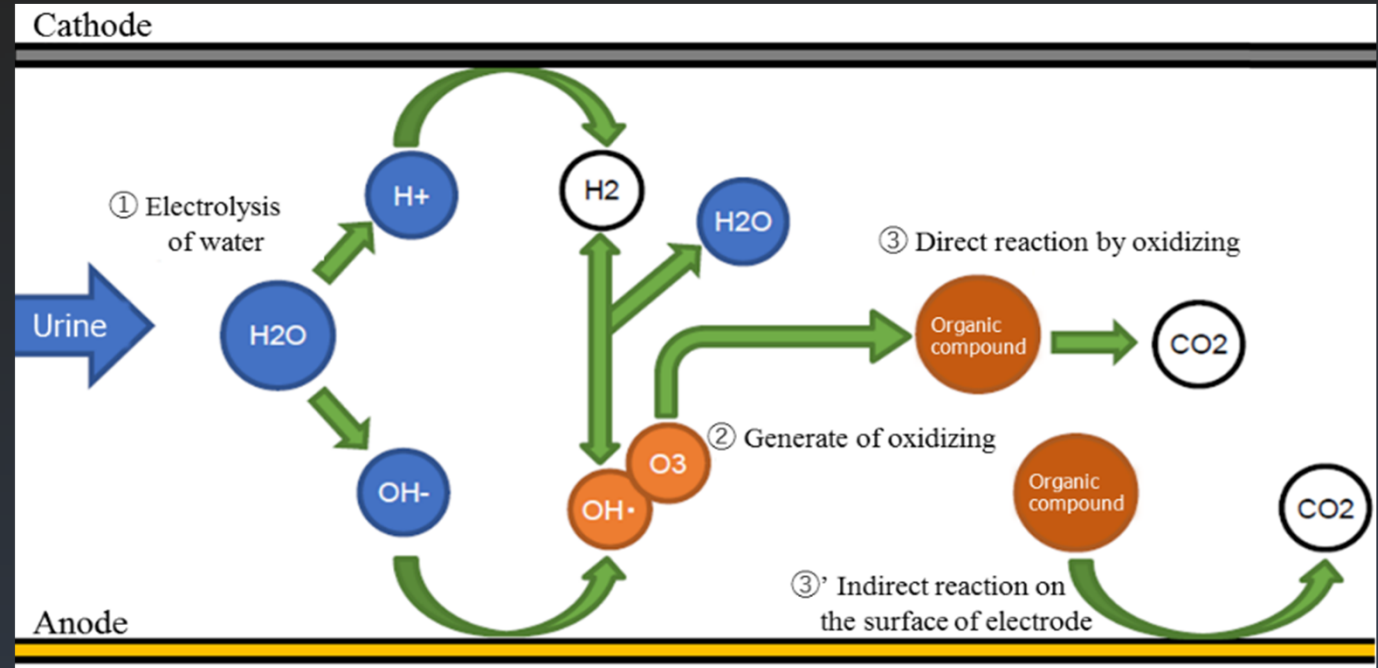 Cathode
H+
H2
H2O
① Electrolysis
of water
③ Direct reaction by oxidizing
Urine
H2O
Organic
compound
CO2
② Generate of oxidizing
O3
OH-
OH•
Organic
compound
CO2
③’ Indirect reaction on
the surface of electrode
Anode